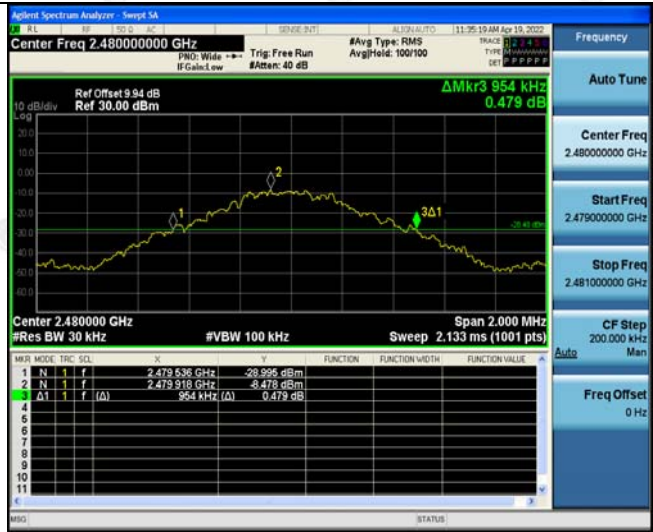 Agilent Spectrum Analyzer - Swept SA
RL RF 50 Ω AC SENSE:INT ALIGN AUTO 11:35:19 AM Apr 19, 2022
Center Freq 2.480000000 GHz
#Avg Type: RMS
TRACE 1 2 3 4 5 6
PNO: Wide
Trig: Free Run
Avg|Hold: 100/100
TYPE
IFGain:Low
#Atten: 40 dB
DET P P P P P P
ΔMkr3 954 kHz
0.479 dB
Ref Offset 9.94 dB
10 dB/div Ref 30.00 dBm
Log
20.0
10.0
0.00
-10.0
-20.0
-30.0
-40.0
-50.0
-60.0
1
2
3Δ1
Center 2.480000 GHz Span 2.000 MHz
#Res BW 30 kHz #VBW 100 kHz Sweep 2.133 ms (1001 pts)
MKR MODE TRC SCL X Y FUNCTION FUNCTION WIDTH FUNCTION VALUE
1 N 1 f 2.479 536 GHz -28.995 dBm
2 N 1 f 2.479 918 GHz -8.478 dBm
3 Δ1 1 f (Δ) 954 kHz (Δ) 0.479 dB
4
5
6
7
8
9
10
11
MSG STATUS
Frequency
Auto Tune
Center Freq
2.480000000 GHz
Start Freq
2.479000000 GHz
Stop Freq
2.481000000 GHz
CF Step
200.000 kHz
Auto Man
Freq Offset
0 Hz